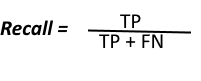 Recall = TP
TP + FN